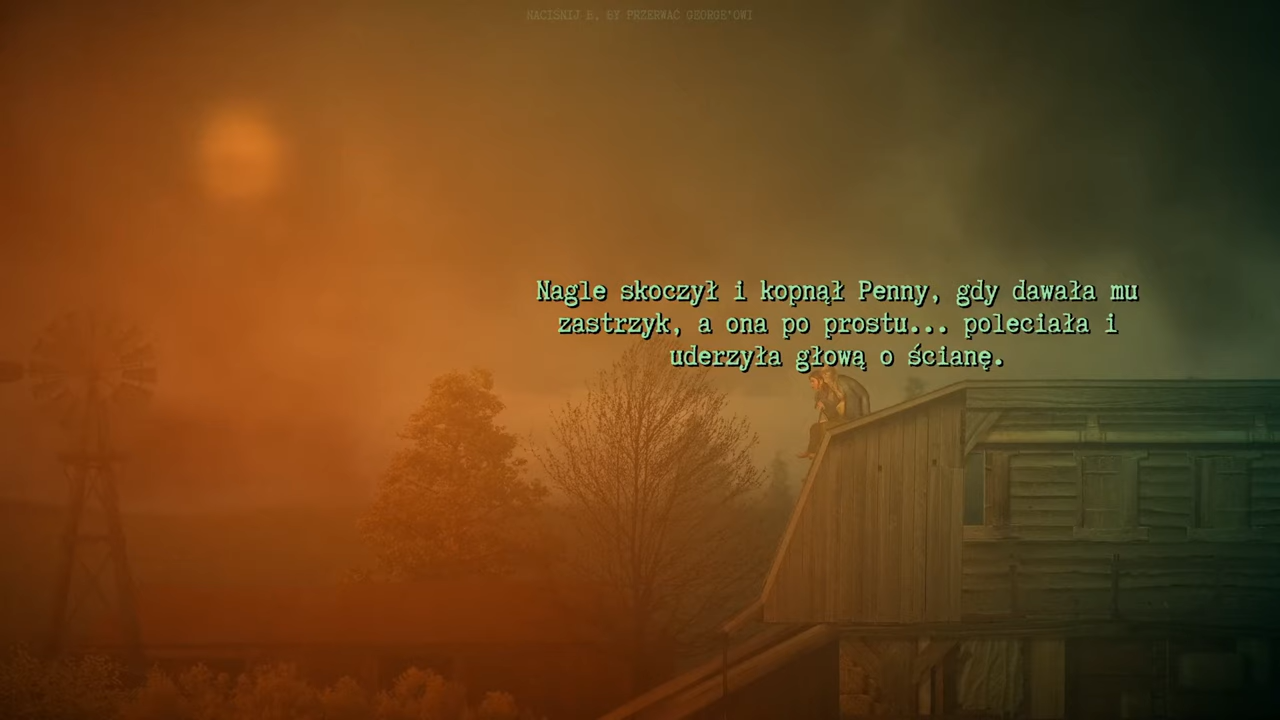 NACIŚNIJ E, BY PRZERWAĆ GEORGE'OWI
Nagle skoczył i kopnął Penny, gdy dawała mu
zastrzyk, a ona po prostu... poleciała i
uderzyła głową o ścianę.